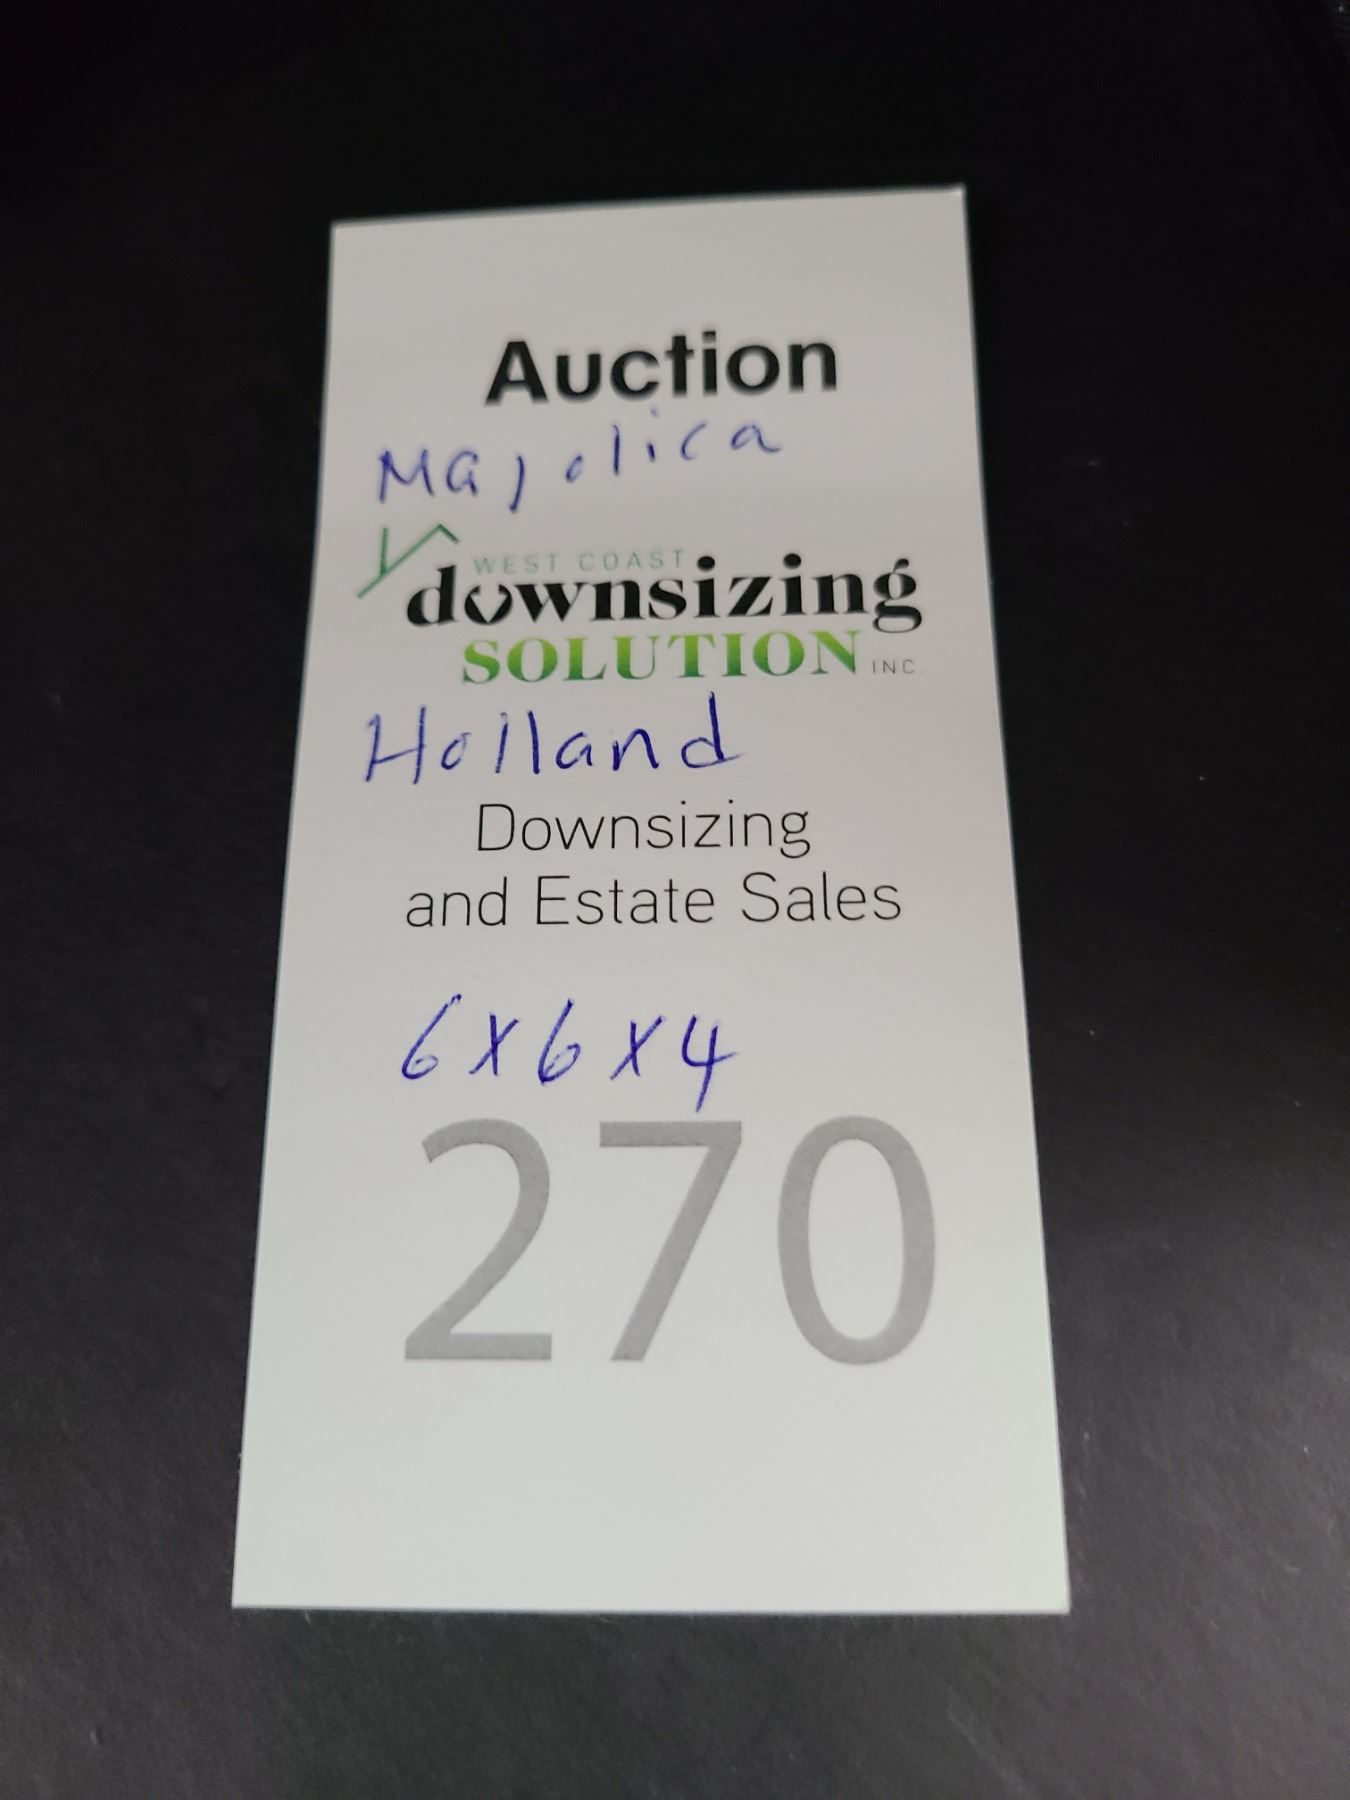 Auction
Majolica
WEST COAST
downsizing
SOLUTION INC.
Holland
Downsizing
and Estate Sales
6x6x4
270